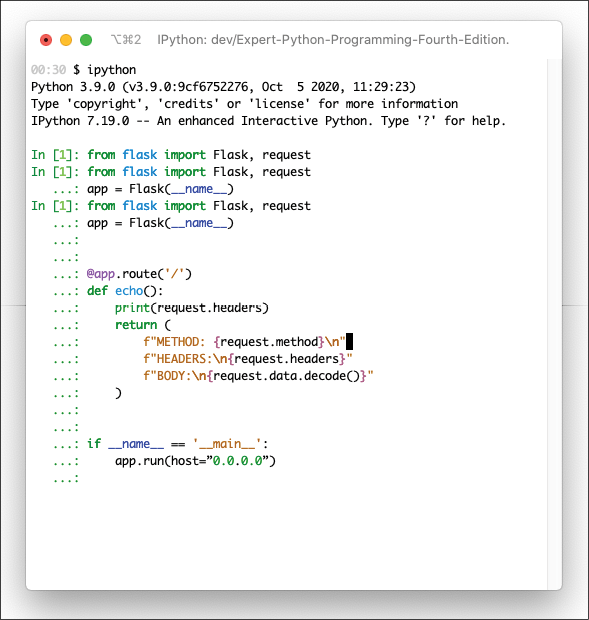 ⌥⌘2 IPython: dev/Expert-Python-Programming-Fourth-Edition.
00:30 $ ipython
Python 3.9.0 (v3.9.0:9cf6752276, Oct  5 2020, 11:29:23)
Type 'copyright', 'credits' or 'license' for more information
IPython 7.19.0 -- An enhanced Interactive Python. Type '?' for help.
In [1]: from flask import Flask, request
In [1]: from flask import Flask, request
   ...: app = Flask(__name__)
In [1]: from flask import Flask, request
   ...: app = Flask(__name__)
   ...:
   ...:
   ...: @app.route('/')
   ...: def echo():
   ...:     print(request.headers)
   ...:     return (
   ...:         f"METHOD: {request.method}\n"
   ...:         f"HEADERS:\n{request.headers}"
   ...:         f"BODY:\n{request.data.decode()}"
   ...:     )
   ...:
   ...:
   ...: if __name__ == '__main__':
   ...:     app.run(host=”0.0.0.0”)
   ...: